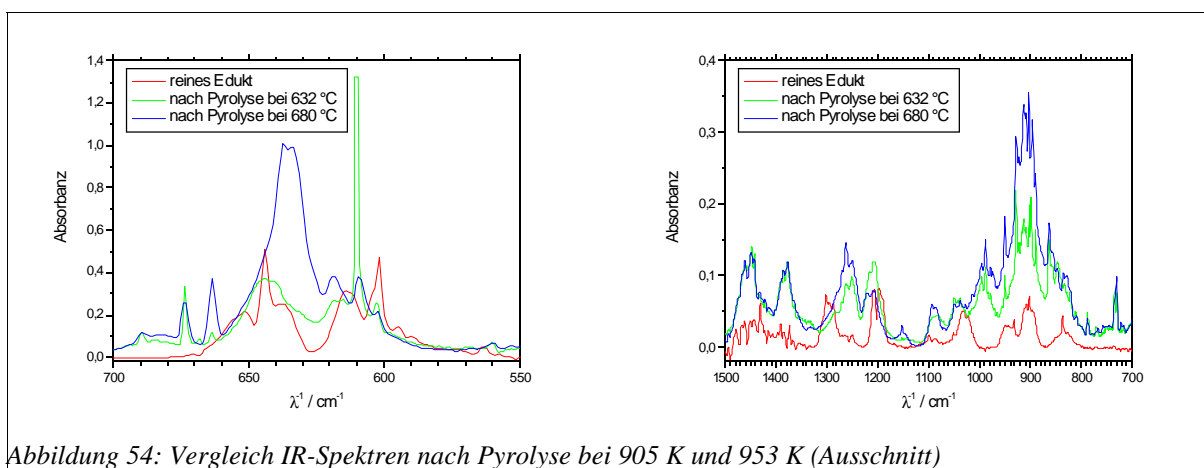 1,4
1,2
1,0
0,8
0,6
0,4
0,2
0,0
Absorbanz
reines Edukt
nach Pyrolyse bei 632 °C
nach Pyrolyse bei 680 °C
700
650
600
550
λ⁻¹ / cm⁻¹
0,4
0,3
0,2
0,1
0,0
Absorbanz
reines Edukt
nach Pyrolyse bei 632 °C
nach Pyrolyse bei 680 °C
1500
1400
1300
1200
1100
1000
900
800
700
λ⁻¹ / cm⁻¹
Abbildung 54: Vergleich IR-Spektren nach Pyrolyse bei 905 K und 953 K (Ausschnitt)